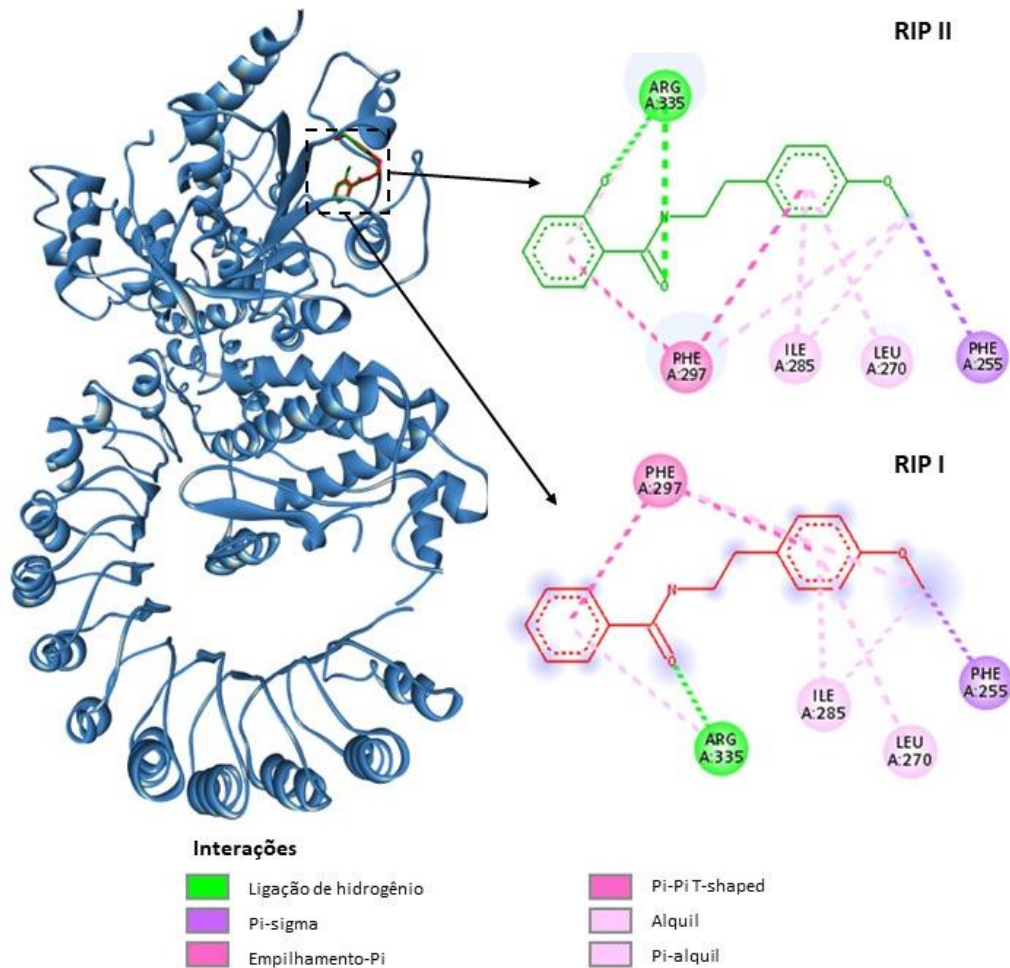 RIP II
ARG
A:335
N
O
O
O
PHE
A:297
ILE
A:285
LEU
A:270
PHE
A:255
RIP I
PHE
A:297
N
O
O
PHE
A:255
ILE
A:285
ARG
A:335
LEU
A:270
Interações
Ligação de hidrogênio
Pi-sigma
Empilhamento-Pi
Pi-Pi T-shaped
Alquil
Pi-alquil